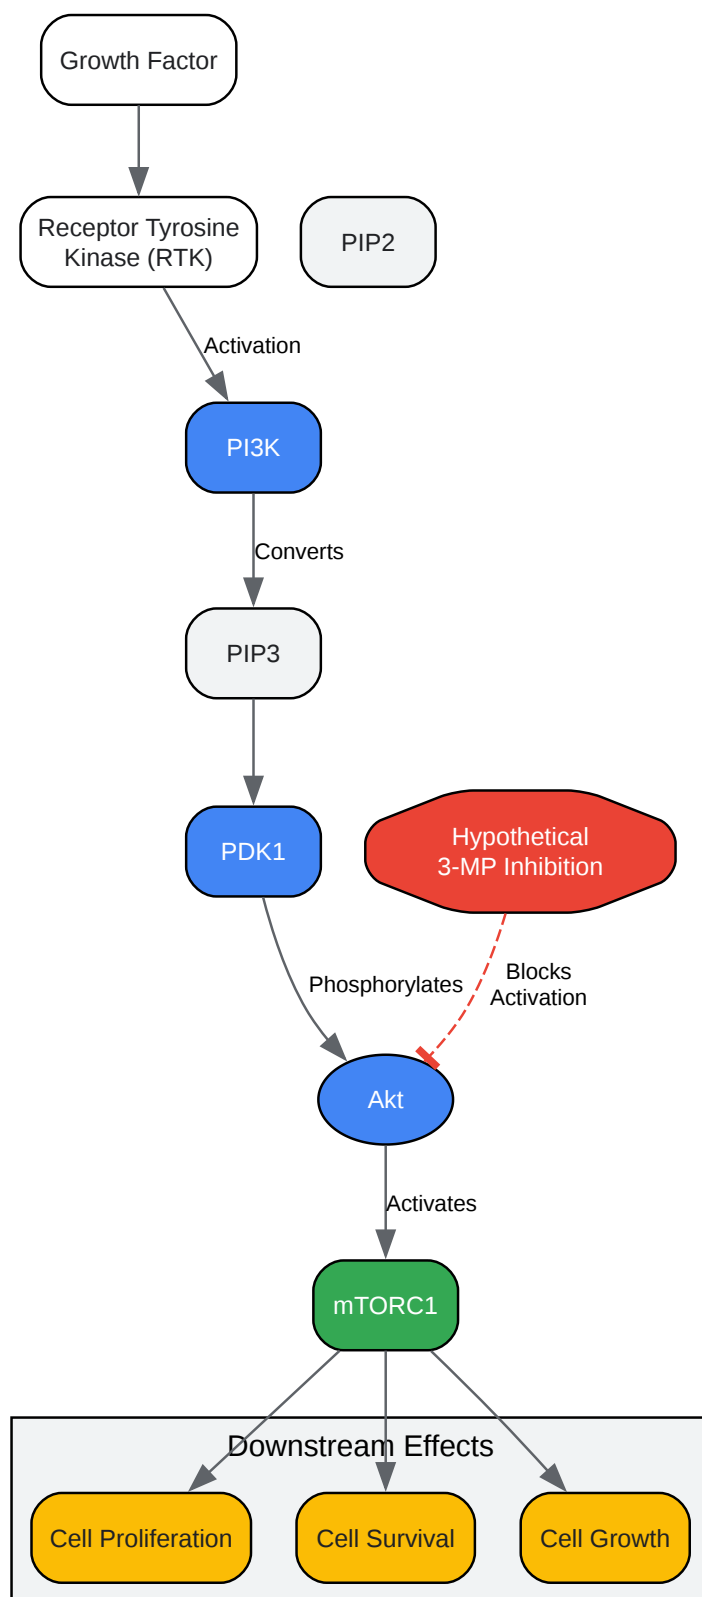 Growth Factor
Receptor Tyrosine
Kinase (RTK)
PIP2
Activation
PI3K
Converts
PIP3
PDK1
Hypothetical
3-MP Inhibition
Phosphorylates
Blocks
Activation
Akt
Activates
mTORC1
Downstream Effects
Cell Proliferation
Cell Survival
Cell Growth